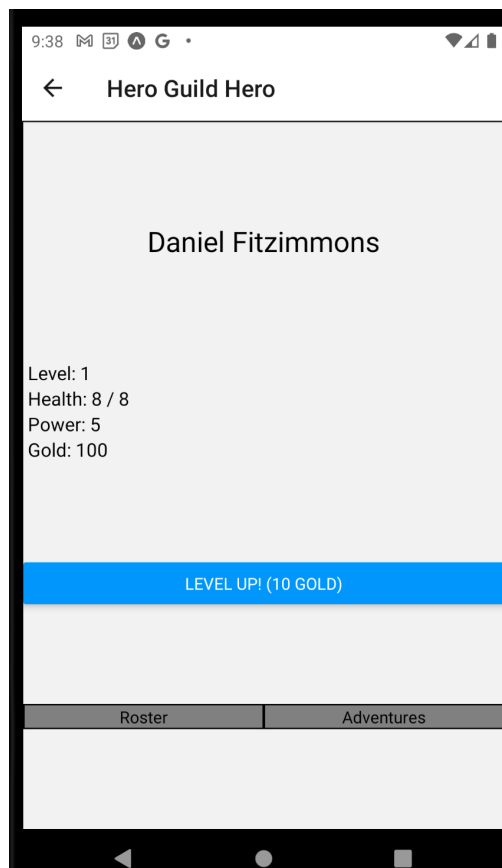 9:38 31 G
Hero Guild Hero
Daniel Fitzimmons
Level: 1
Health: 8 / 8
Power: 5
Gold: 100
LEVEL UP! (10 GOLD)
Roster Adventures